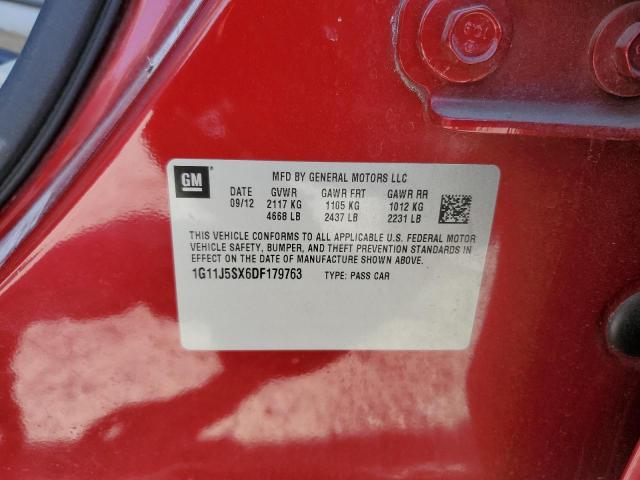 GM
MFD BY GENERAL MOTORS LLC
DATE GVWR GAWR FRT GAWR RR
09/12 2117 KG 1105 KG 1012 KG
4668 LB 2437 LB 2231 LB
THIS VEHICLE CONFORMS TO ALL APPLICABLE U.S. FEDERAL MOTOR
VEHICLE SAFETY, BUMPER, AND THEFT PREVENTION STANDARDS IN
EFFECT ON THE DATE OF MANUFACTURE SHOWN ABOVE.
1G11J5SX6DF179763 TYPE: PASS CAR